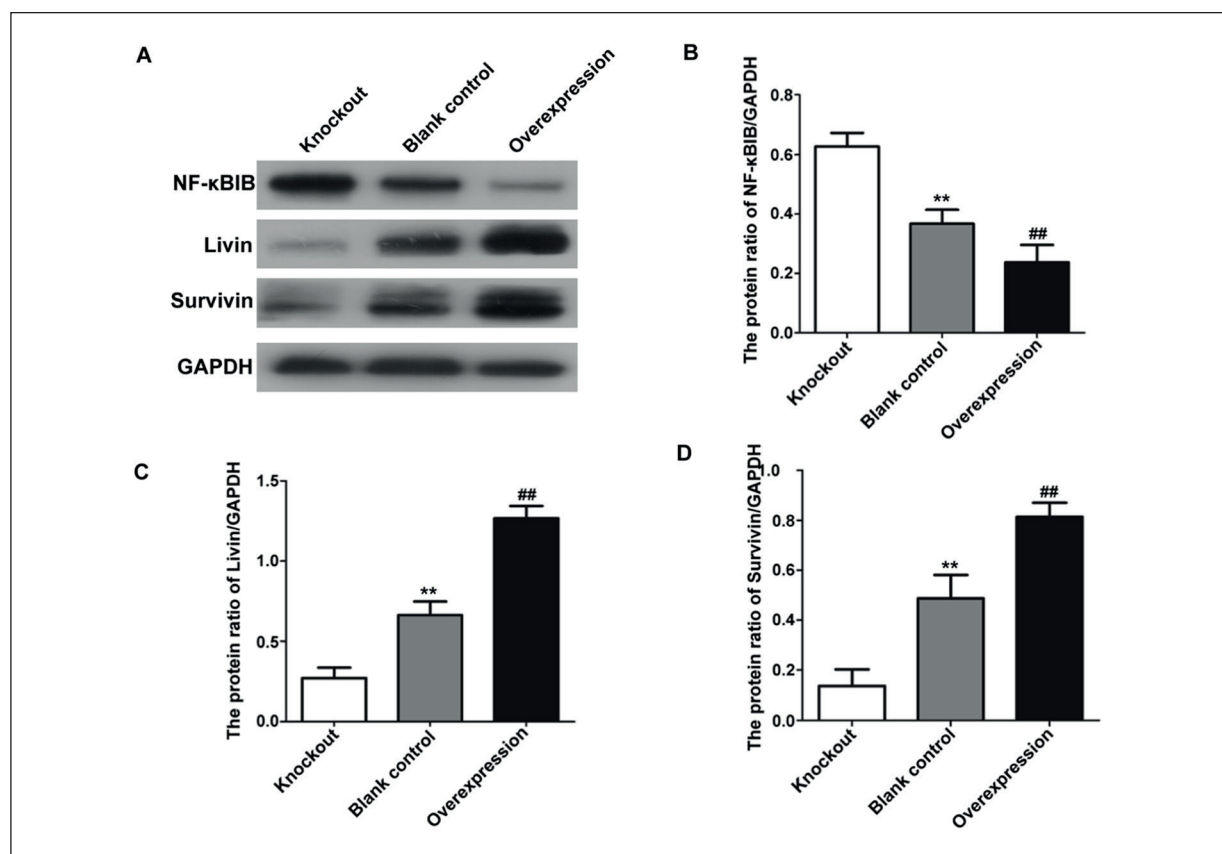 A
Knockout
Blank control
Overexpression
NF-κBIB
Livin
Survivin
GAPDH
B
The protein ratio of NF-κBIB/GAPDH
0.8
0.6
0.4
0.2
0.0
**
##
Knockout
Blank control
Overexpression
C
The protein ratio of Livin/GAPDH
1.5
1.0
0.5
0.0
**
##
Knockout
Blank control
Overexpression
D
The protein ratio of Survivin/GAPDH
1.0
0.8
0.6
0.4
0.2
0.0
**
##
Knockout
Blank control
Overexpression